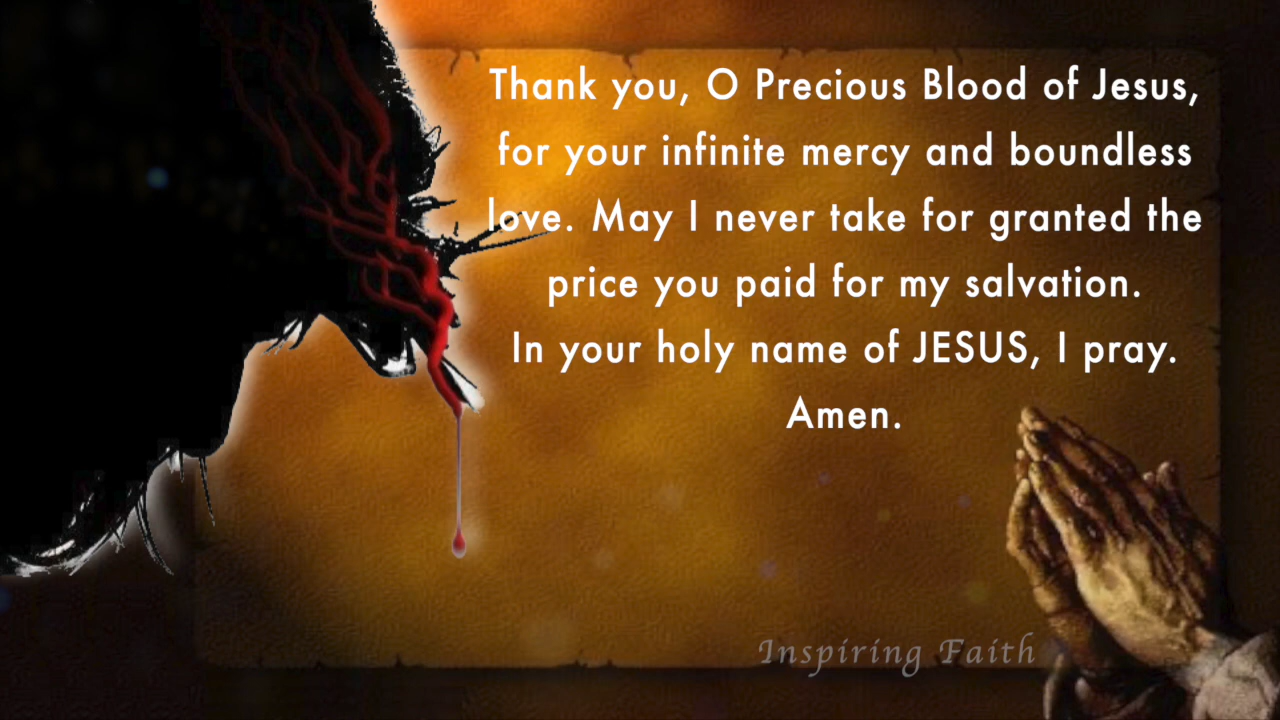 Thank you, O Precious Blood of Jesus,
for your infinite mercy and boundless
love. May I never take for granted the
price you paid for my salvation.
In your holy name of JESUS, I pray.
Amen.
Inspiring Faith